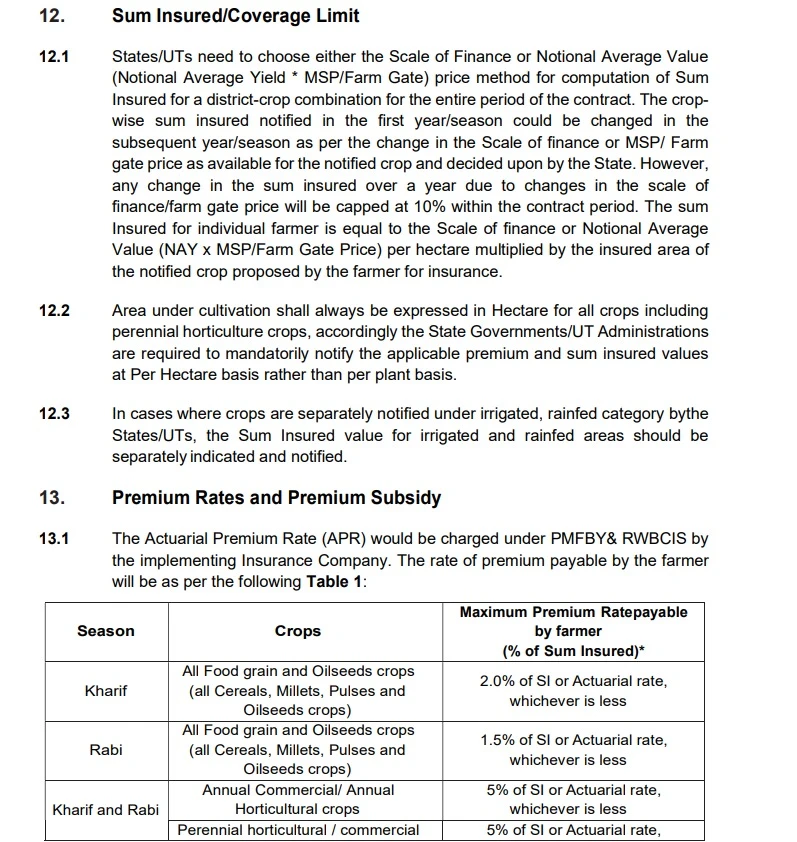 12. Sum Insured/Coverage Limit
12.1 States/UTs need to choose either the Scale of Finance or Notional Average Value
(Notional Average Yield * MSP/Farm Gate) price method for computation of Sum
Insured for a district-crop combination for the entire period of the contract. The crop-
wise sum insured notified in the first year/season could be changed in the
subsequent year/season as per the change in the Scale of finance or MSP/ Farm
gate price as available for the notified crop and decided upon by the State. However,
any change in the sum insured over a year due to changes in the scale of
finance/farm gate price will be capped at 10% within the contract period. The sum
Insured for individual farmer is equal to the Scale of finance or Notional Average
Value (NAY x MSP/Farm Gate Price) per hectare multiplied by the insured area of
the notified crop proposed by the farmer for insurance.
12.2 Area under cultivation shall always be expressed in Hectare for all crops including
perennial horticulture crops, accordingly the State Governments/UT Administrations
are required to mandatorily notify the applicable premium and sum insured values
at Per Hectare basis rather than per plant basis.
12.3 In cases where crops are separately notified under irrigated, rainfed category bythe
States/UTs, the Sum Insured value for irrigated and rainfed areas should be
separately indicated and notified.
13. Premium Rates and Premium Subsidy
13.1 The Actuarial Premium Rate (APR) would be charged under PMFBY& RWBCIS by
the implementing Insurance Company. The rate of premium payable by the farmer
will be as per the following Table 1:
Season
Crops
Maximum Premium Ratepayable
by farmer
(% of Sum Insured)*
Kharif
All Food grain and Oilseeds crops
(all Cereals, Millets, Pulses and
Oilseeds crops)
2.0% of SI or Actuarial rate,
whichever is less
Rabi
All Food grain and Oilseeds crops
(all Cereals, Millets, Pulses and
Oilseeds crops)
1.5% of SI or Actuarial rate,
whichever is less
Kharif and Rabi
Annual Commercial/ Annual
Horticultural crops
5% of SI or Actuarial rate,
whichever is less
Perennial horticultural / commercial
5% of SI or Actuarial rate,